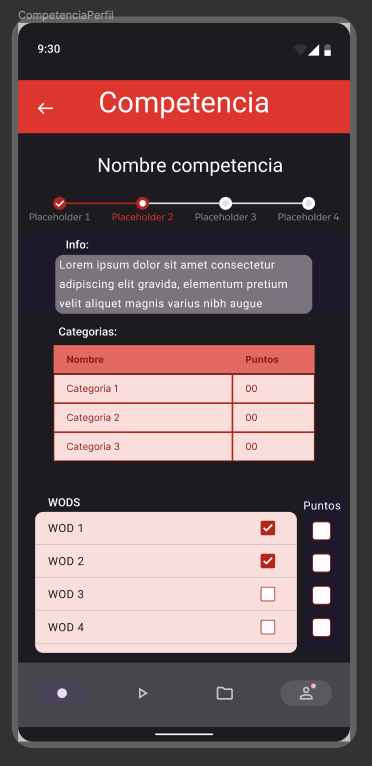 CompetenciaPerfil
9:30
Competencia
Nombre competencia
Placeholder 1 Placeholder 2 Placeholder 3 Placeholder 4
Info:
Lorem ipsum dolor sit amet consectetur
adipiscing elit gravida, elementum pretium
velit aliquet magnis varius nibh augue
Categorias:
Nombre Puntos
Categoria 1 00
Categoria 2 00
Categoria 3 00
WODS Puntos
WOD 1
WOD 2
WOD 3
WOD 4